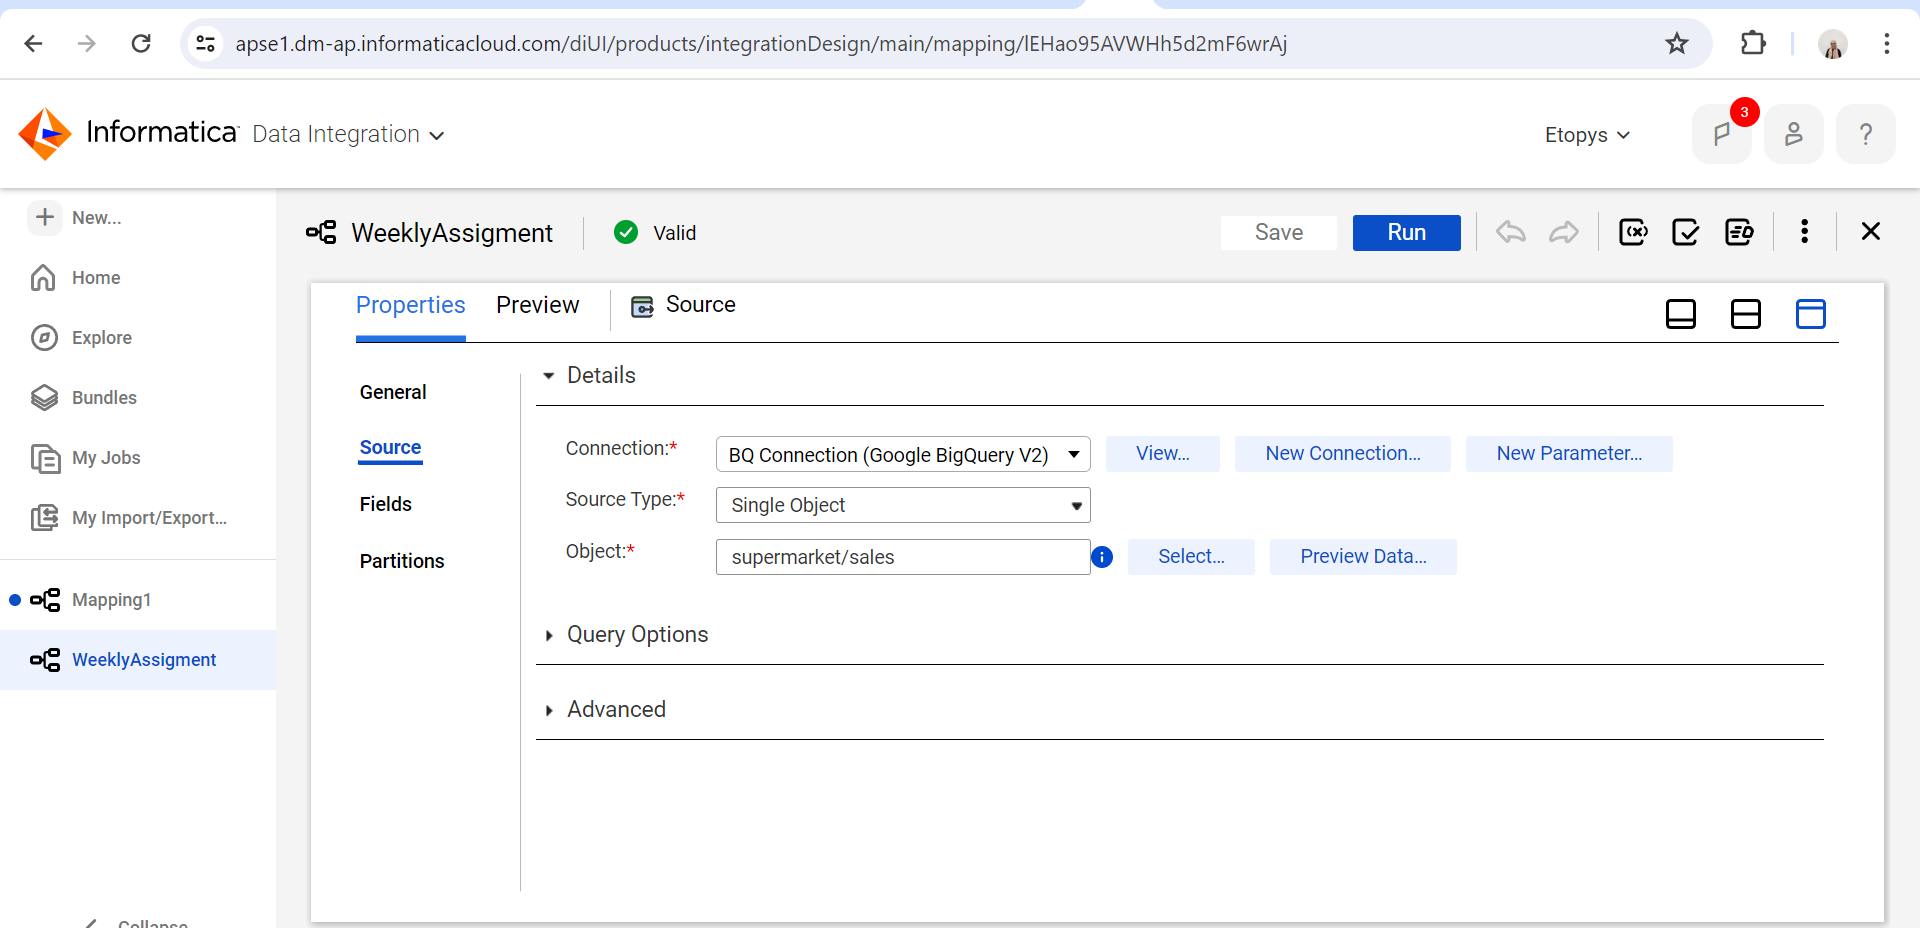 apse1.dm-ap.informaticacloud.com/diUI/products/integrationDesign/main/mapping/lEHao95AVWHh5d2mF6wrAj
Informatica Data Integration
Etopys
3
?
New...
Home
Explore
Bundles
My Jobs
My Import/Export...
Mapping1
WeeklyAssigment
Collapse
WeeklyAssigment
Valid
Save
Run
Properties
Preview
Source
General
Source
Fields
Partitions
Details
Connection:*
BQ Connection (Google BigQuery V2)
View...
New Connection...
New Parameter...
Source Type:*
Single Object
Object:*
supermarket/sales
Select...
Preview Data...
Query Options
Advanced